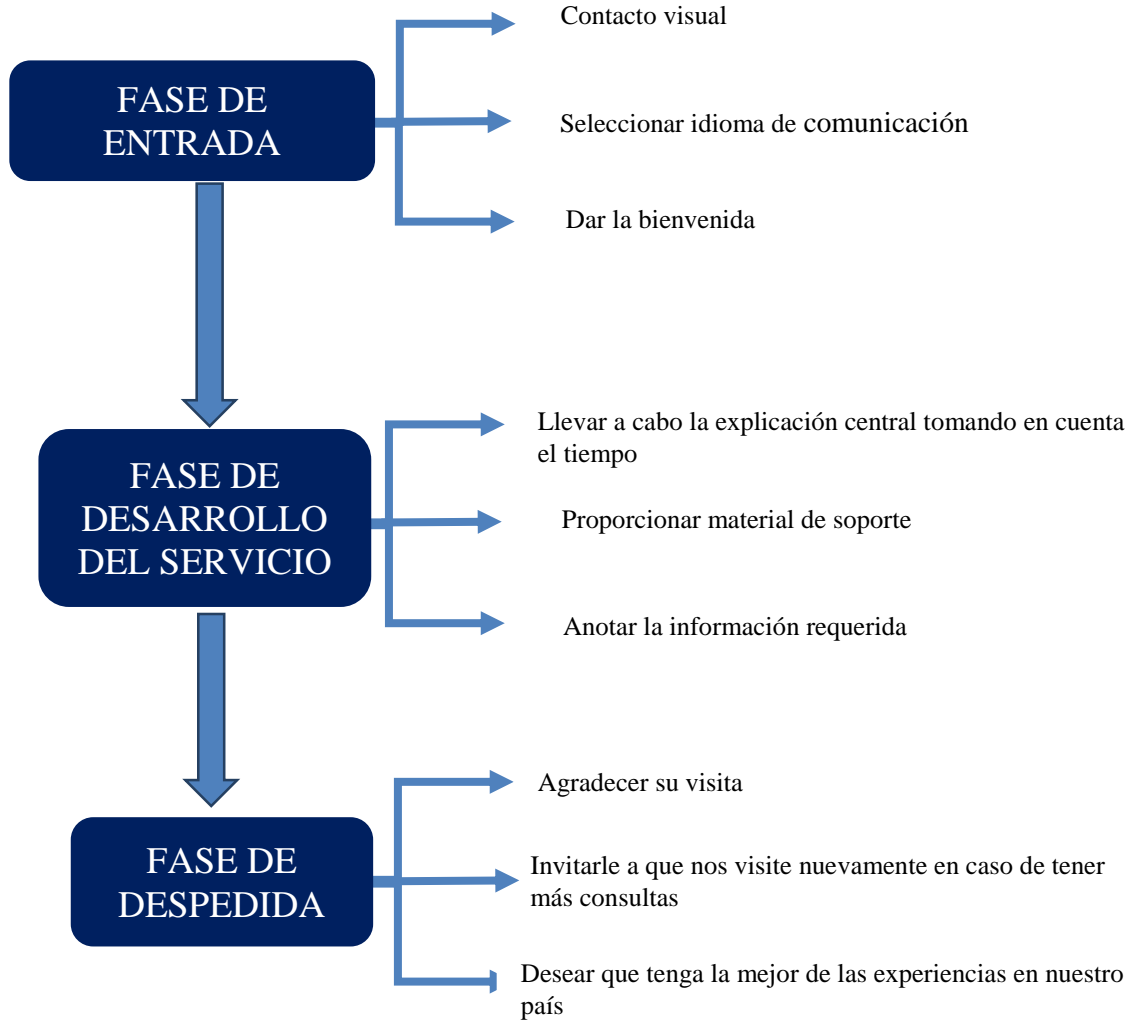 FASE DE
ENTRADA
Contacto visual
Seleccionar idioma de comunicación
Dar la bienvenida
FASE DE
DESARROLLO
DEL SERVICIO
Llevar a cabo la explicación central tomando en cuenta
el tiempo
Proporcionar material de soporte
Anotar la información requerida
FASE DE
DESPEDIDA
Agradecer su visita
Invitarle a que nos visite nuevamente en caso de tener
más consultas
Desear que tenga la mejor de las experiencias en nuestro
país